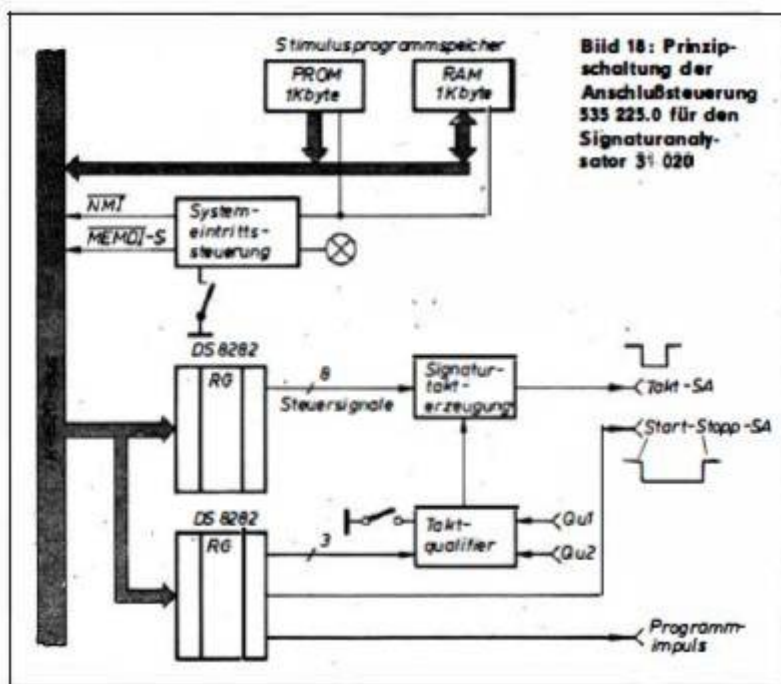 Stimulusprogrammspeicher
PROM
1Kbyte
RAM
1Kbyte
Bild 18: Prinzip-
schaltung der
Anschlußsteuerung
535 225.0 für den
Signaturanaly-
sator 31 020
NMI
MEMDI-S
System-
eintritts-
steuerung
DS 8282
RG
8
Steuersignale
Signatur-
takt-
erzeugung
Takt-SA
Start-Stopp-SA
DS 8282
RG
3
Takt-
qualifier
Qu1
Qu2
Programm-
impuls